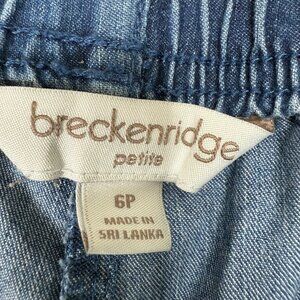 breckenridge
petite
6P
MADE IN
SRI LANKA